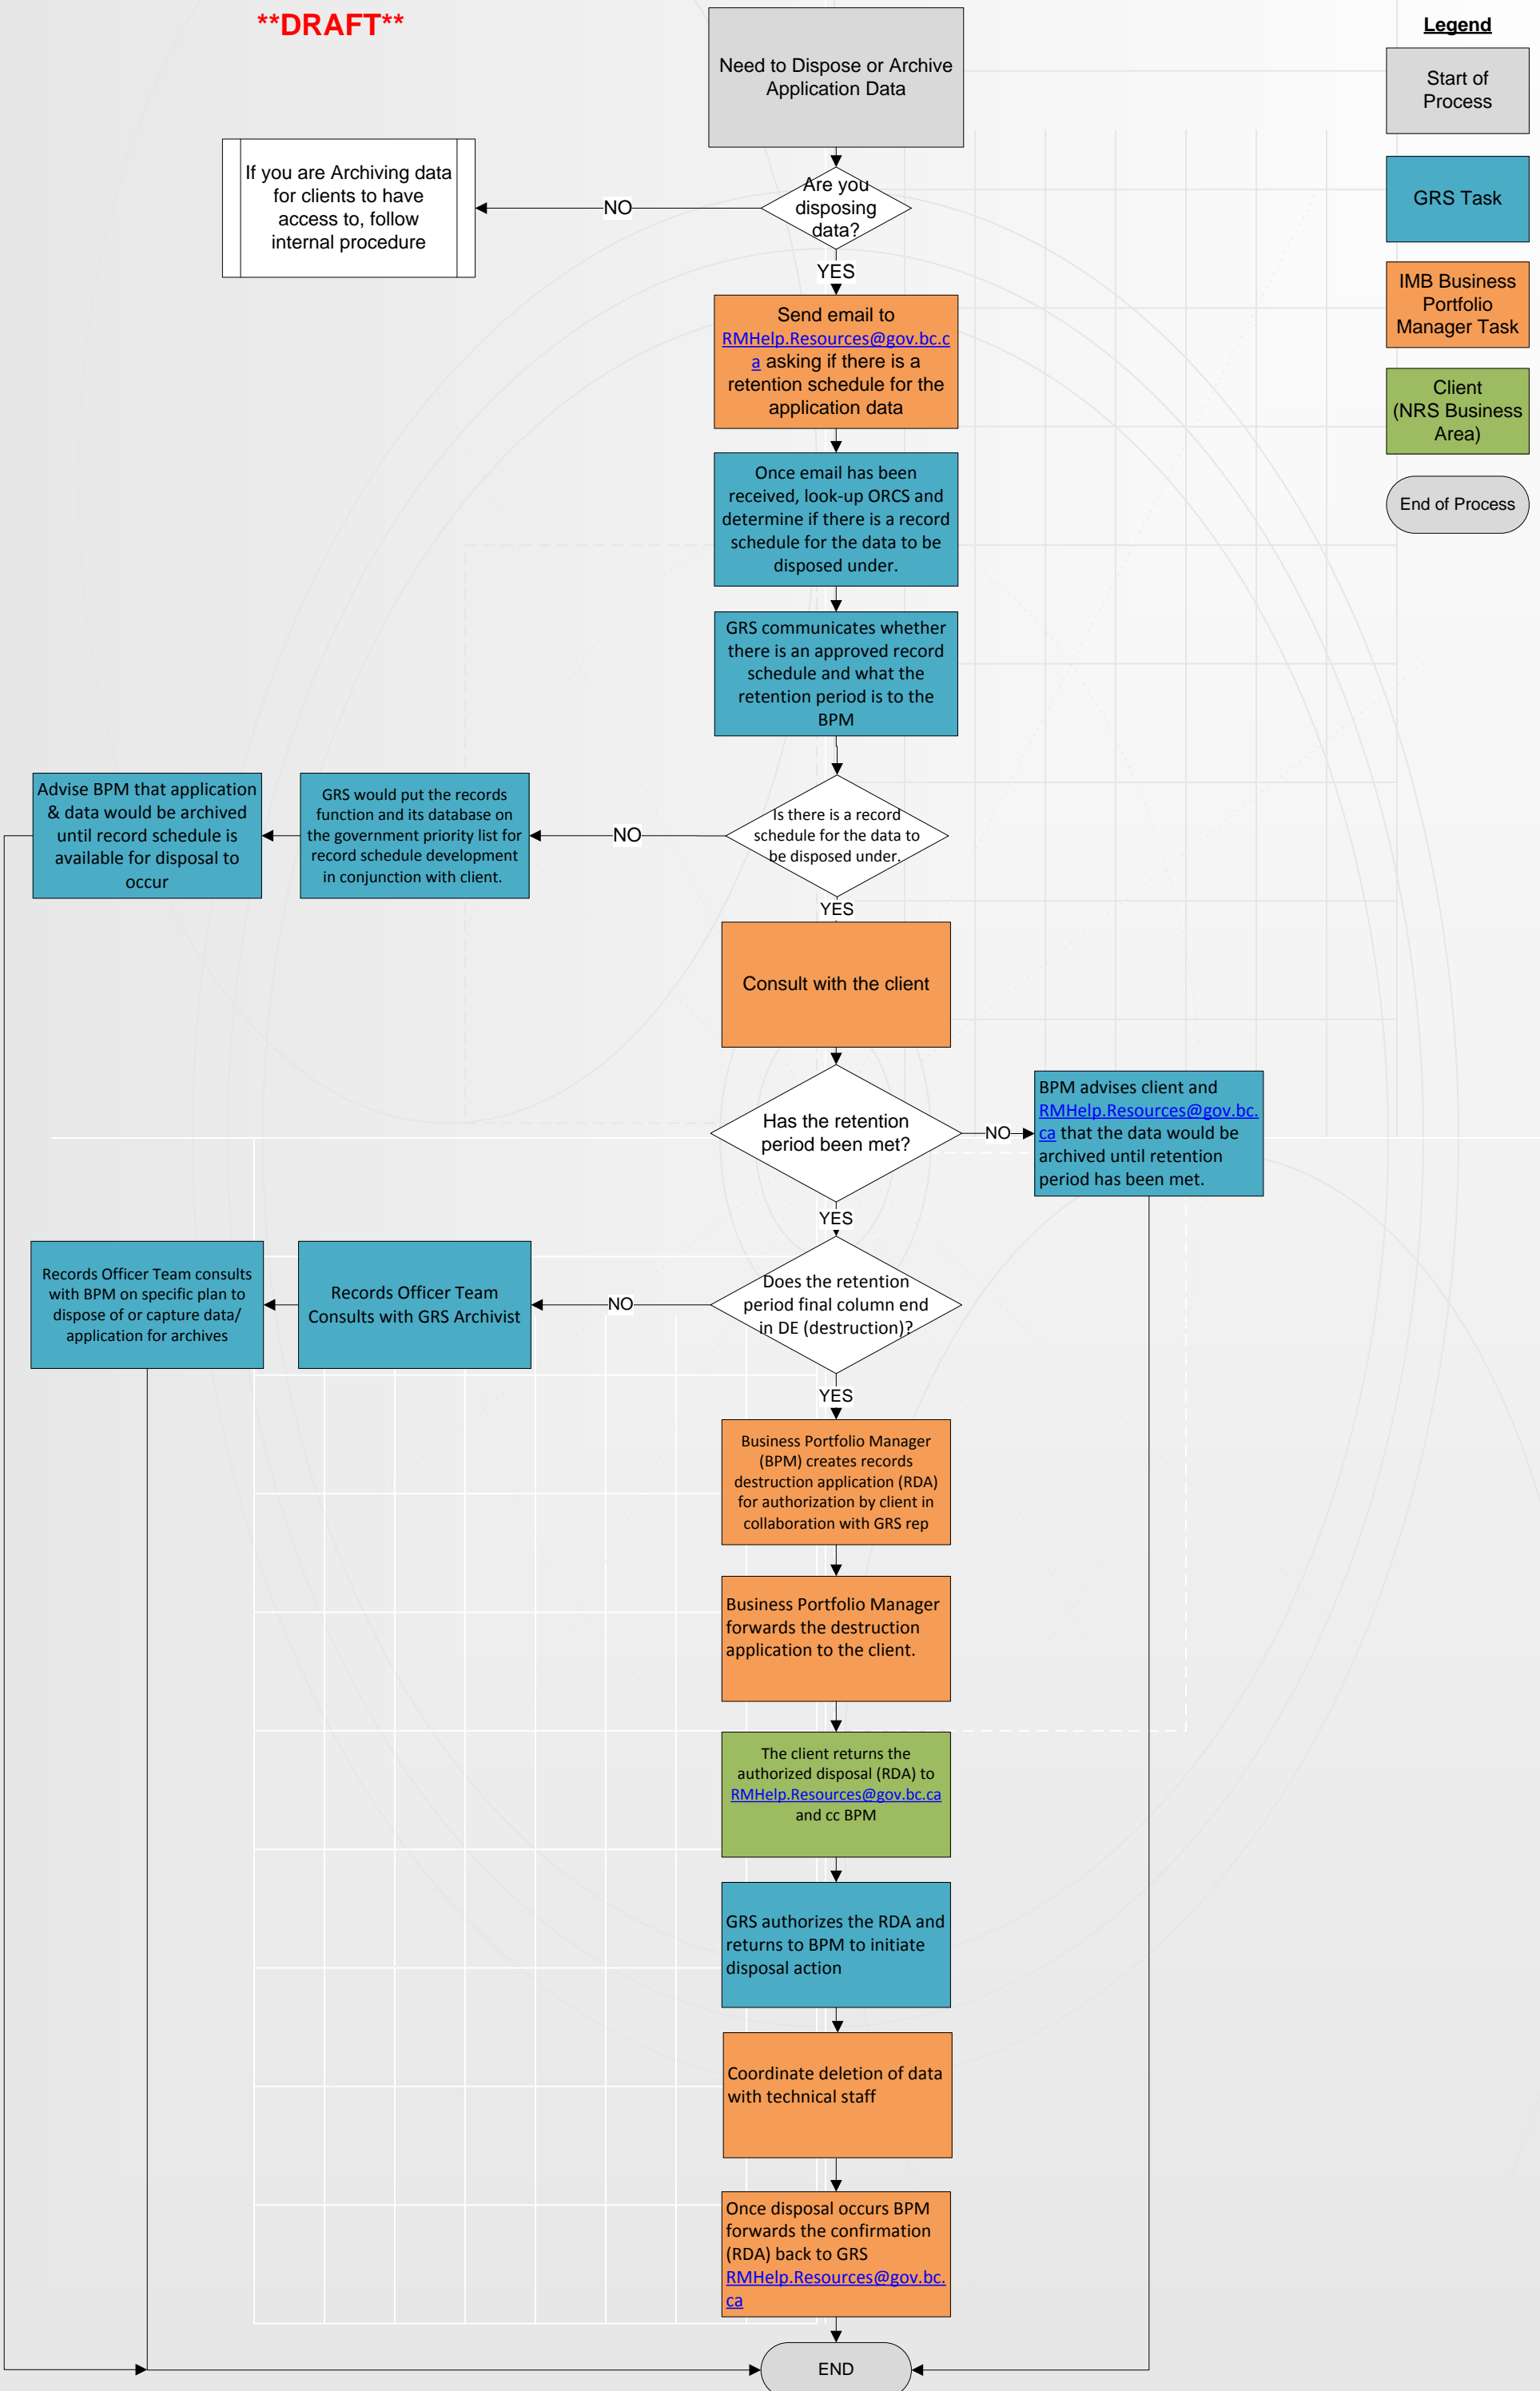 **DRAFT**
Need to Dispose or Archive
Application Data
Legend
Start of
Process
GRS Task
IMB Business
Portfolio
Manager Task
Client
(NRS Business
Area)
End of Process
If you are Archiving data
for clients to have
access to, follow
internal procedure
NO
Are you
disposing
data?
YES
Send email to
RMHelp.Resources@gov.bc.c
a asking if there is a
retention schedule for the
application data
Once email has been
received, look-up ORCS and
determine if there is a record
schedule for the data to be
disposed under.
GRS communicates whether
there is an approved record
schedule and what the
retention period is to the
BPM
Advise BPM that application
& data would be archived
until record schedule is
available for disposal to
occur
GRS would put the records
function and its database on
the government priority list for
record schedule development
in conjunction with client.
NO
Is there is a record
schedule for the data to
be disposed under.
YES
Consult with the client
Has the retention
period been met?
NO
BPM advises client and
RMHelp.Resources@gov.bc.
ca that the data would be
archived until retention
period has been met.
YES
Records Officer Team consults
with BPM on specific plan to
dispose of or capture data/
application for archives
Records Officer Team
Consults with GRS Archivist
NO
Does the retention
period final column end
in DE (destruction)?
YES
Business Portfolio Manager
(BPM) creates records
destruction application (RDA)
for authorization by client in
collaboration with GRS rep
Business Portfolio Manager
forwards the destruction
application to the client.
The client returns the
authorized disposal (RDA) to
RMHelp.Resources@gov.bc.ca
and cc BPM
GRS authorizes the RDA and
returns to BPM to initiate
disposal action
Coordinate deletion of data
with technical staff
Once disposal occurs BPM
forwards the confirmation
(RDA) back to GRS
RMHelp.Resources@gov.bc.
ca
END